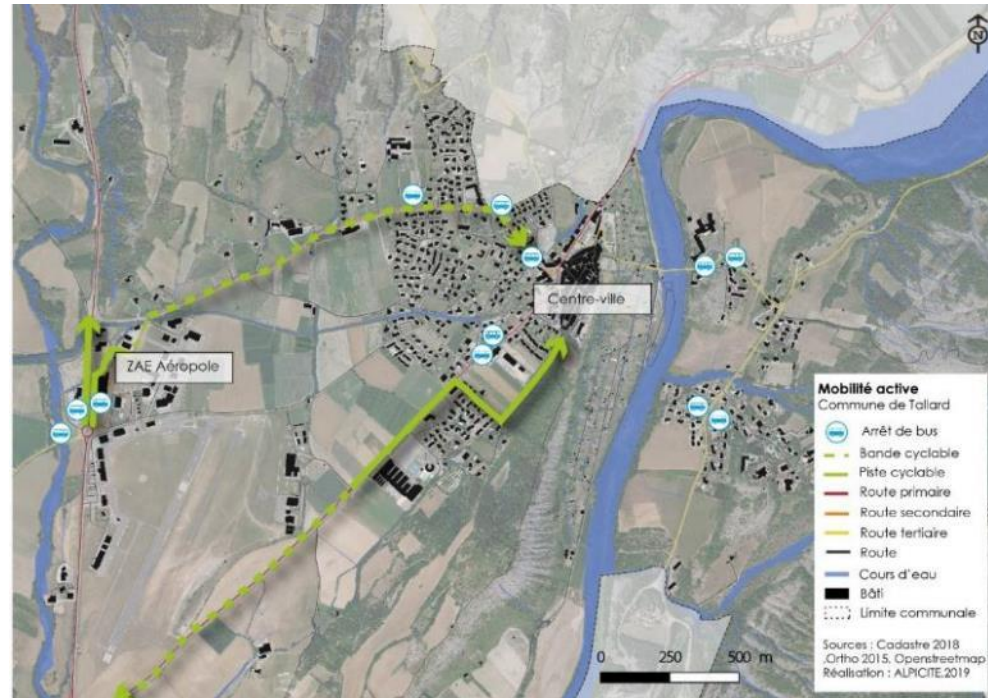 N
Centre-ville
ZAE Aéropole
Mobilité active
Commune de Tallard
Arrêt de bus
Bande cyclable
Piste cyclable
Route primaire
Route secondaire
Route tertiaire
Route
Cours d'eau
Bâti
Limite communale
Sources : Cadastre 2018
,Ortho 2015, Openstreetmap
Réalisation : ALPICITE,2019
0 250 500 m